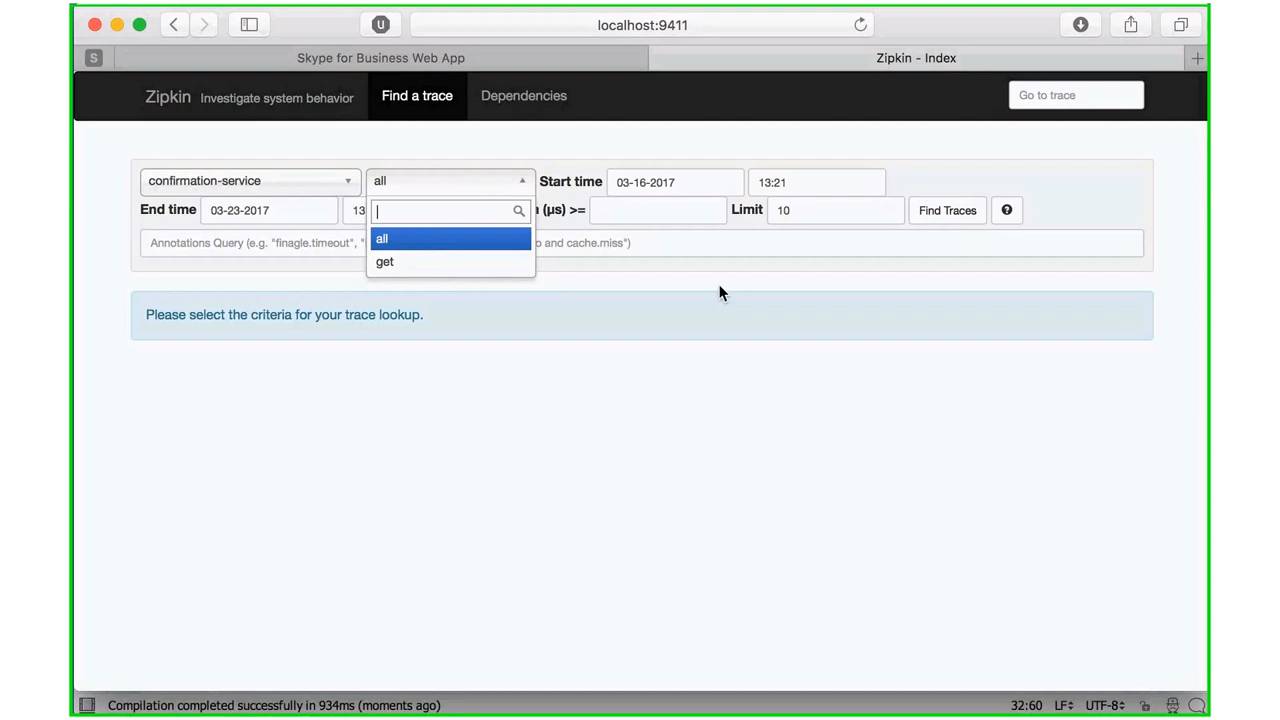 localhost:9411
S
Skype for Business Web App
Zipkin - Index
Zipkin Investigate system behavior Find a trace Dependencies Go to trace
confirmation-service all Start time 03-16-2017 13:21
End time 03-23-2017 13 (µs) >= Limit 10 Find Traces
all
get
Annotations Query (e.g. "finagle.timeout", " o and cache.miss")
Please select the criteria for your trace lookup.
Compilation completed successfully in 934ms (moments ago) 32:60 LF UTF-8